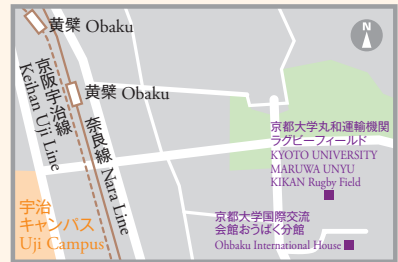 黄檗 Obaku
N
黄檗 Obaku
京阪宇治線
Keihan Uji Line
奈良線 Nara Line
京都大学丸和運輸機関
ラグビーフィールド
KYOTO UNIVERSITY
MARUWA UNYU
KIKAN Rugby Field
宇治
キャンパス
Uji Campus
京都大学国際交流
会館おうばく分館
Ohbaku International House